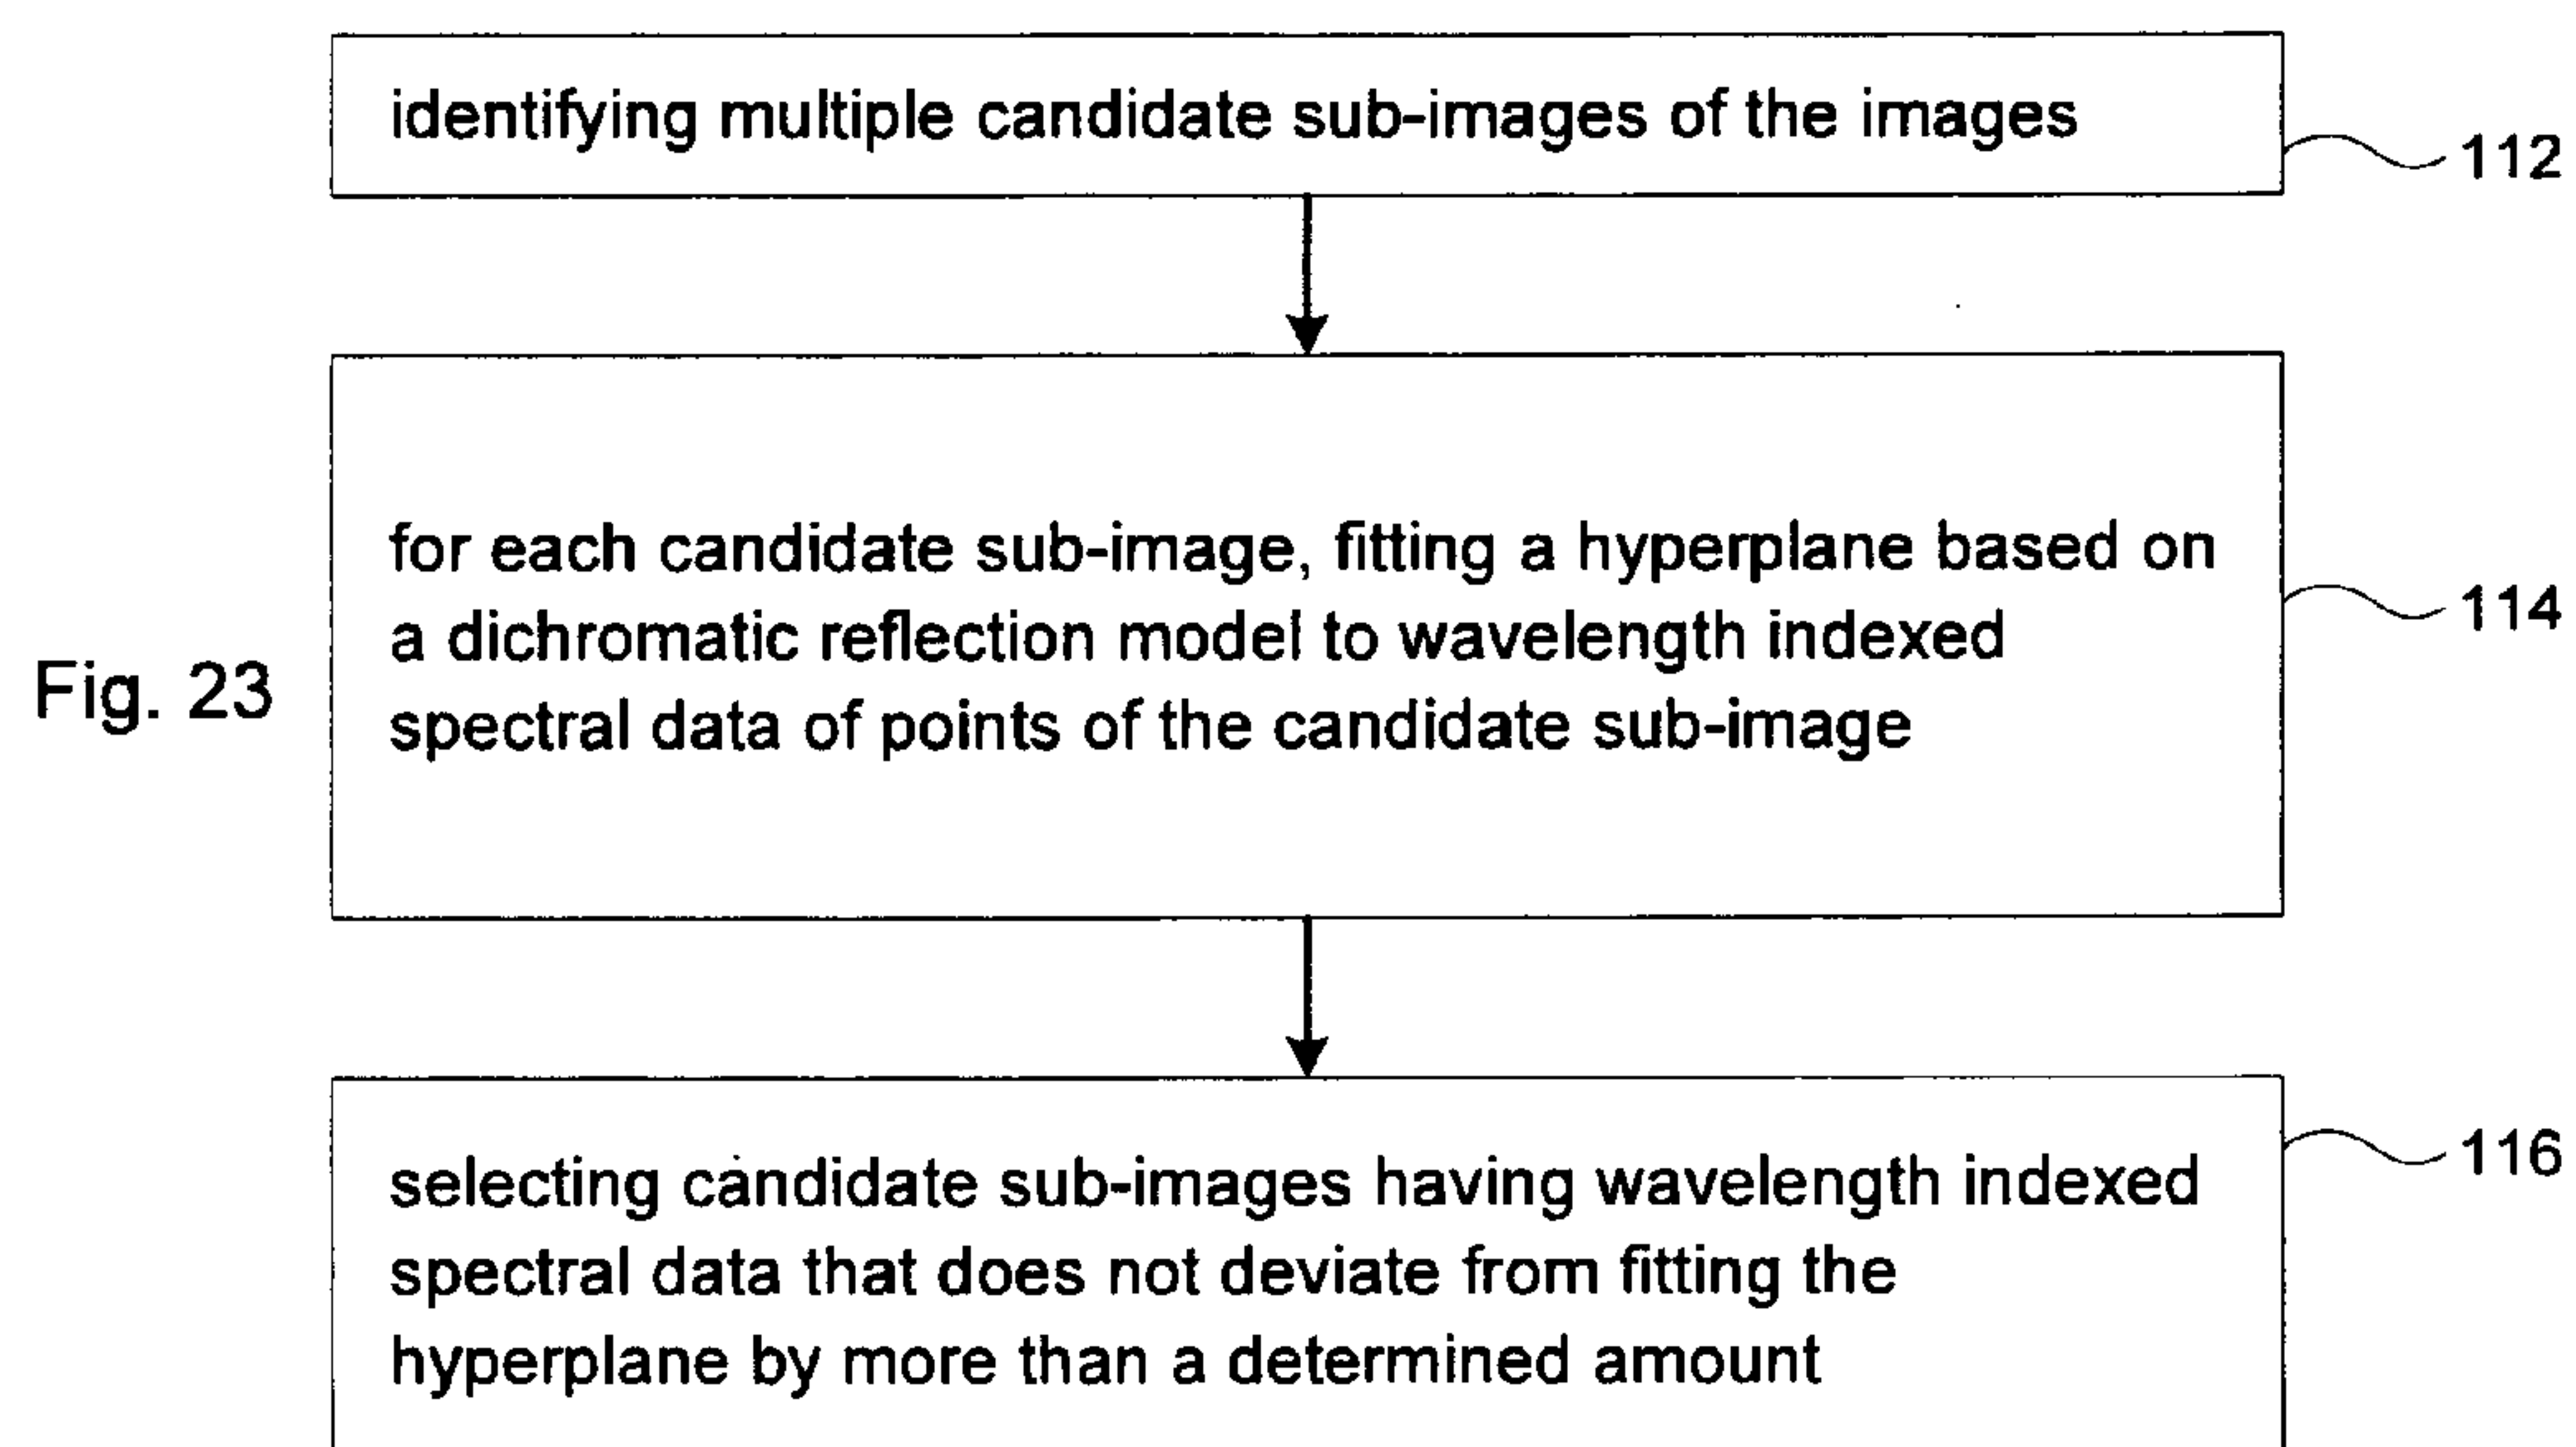 identifying multiple candidate sub-images of the images
112
for each candidate sub-image, fitting a hyperplane based on
a dichromatic reflection model to wavelength indexed
spectral data of points of the candidate sub-image
114
Fig. 23
selecting candidate sub-images having wavelength indexed
spectral data that does not deviate from fitting the
hyperplane by more than a determined amount
116